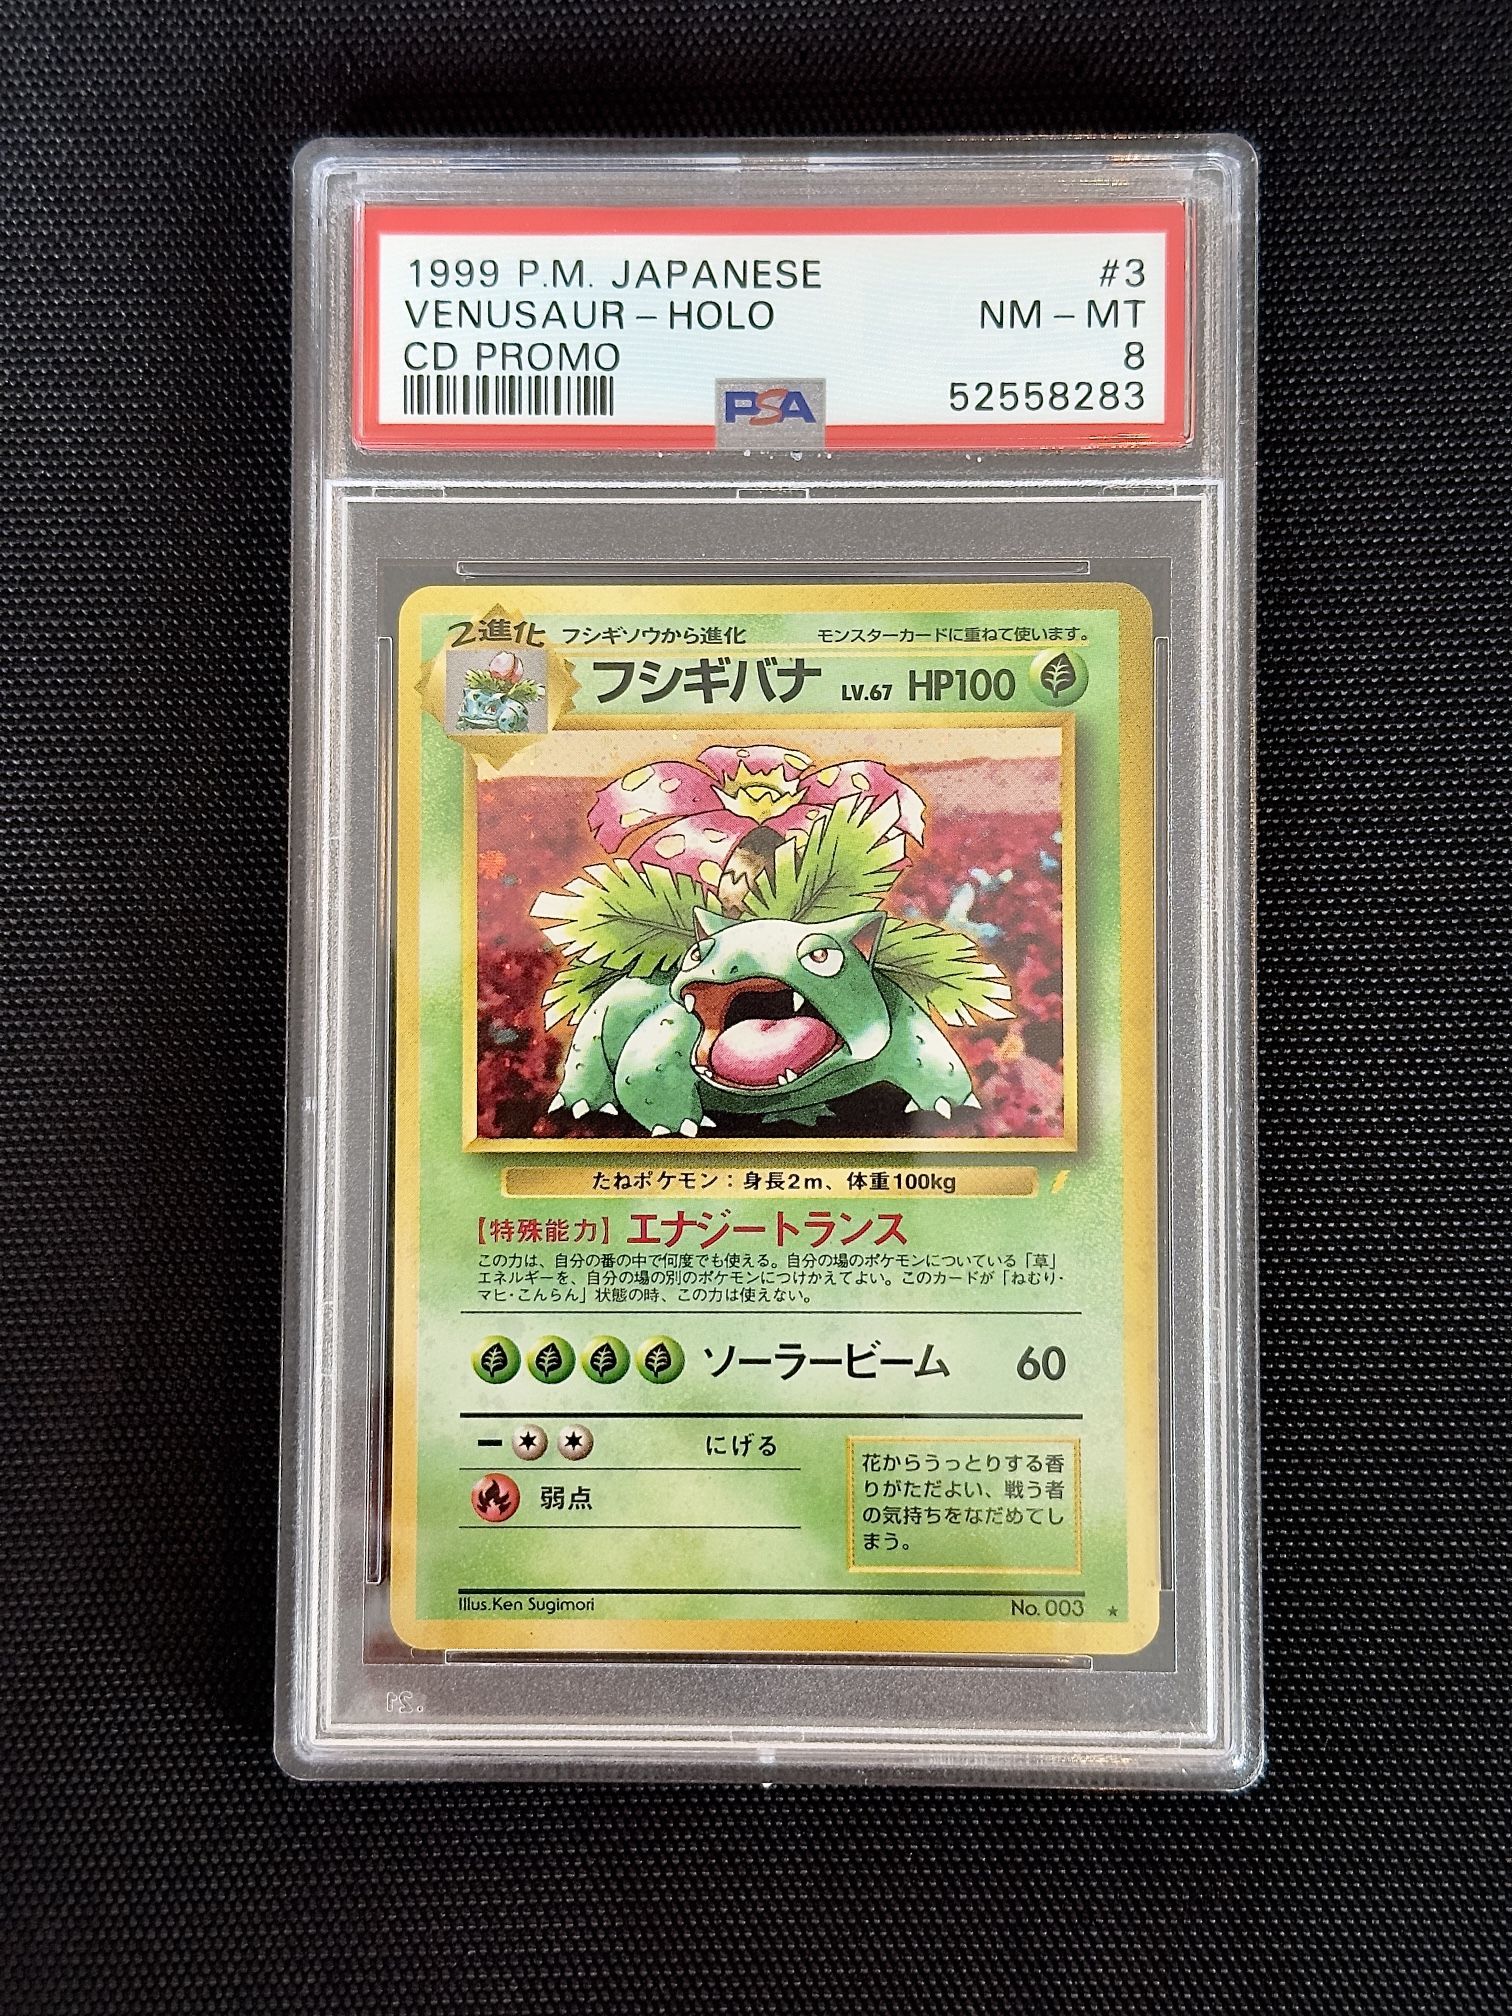 1999 P.M. JAPANESE #3
VENUSAUR-HOLO NM-MT
CD PROMO 8
52558283
PSA
2進化 フシギソウから進化 モンスターカードに重ねて使います。
フシギバナ LV.67 HP100
たねポケモン：身長2m、体重100kg
【特殊能力】エナジートランス
この力は、自分の番の中で何度でも使える。自分の場のポケモンについている「草」
エネルギーを、自分の場の別のポケモンにつけかえてよい。このカードが「ねむり・
マヒ・こんらん」状態の時、この力は使えない。
ソーラービーム 60
ー にげる
弱点
花からうっとりする香
りがただよい、戦う者
の気持ちをなだめてし
まう。
Illus.Ken Sugimori No.003 ★